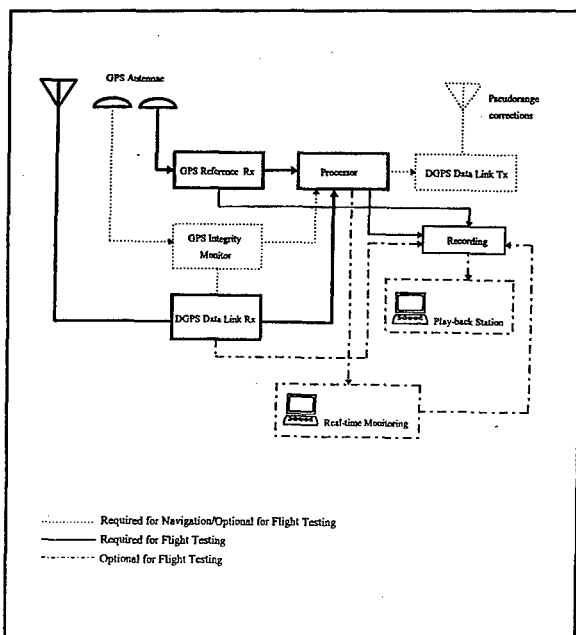 GPS Antennae
Pseudorange
corrections
GPS Reference Rx
Processor
DGPS Data Link Tx
GPS Integrity
Monitor
Recording
DGPS Data Link Rx
Play-back Station
Real-time Monitoring
Required for Navigation/Optional for Flight Testing
Required for Flight Testing
Optional for Flight Testing